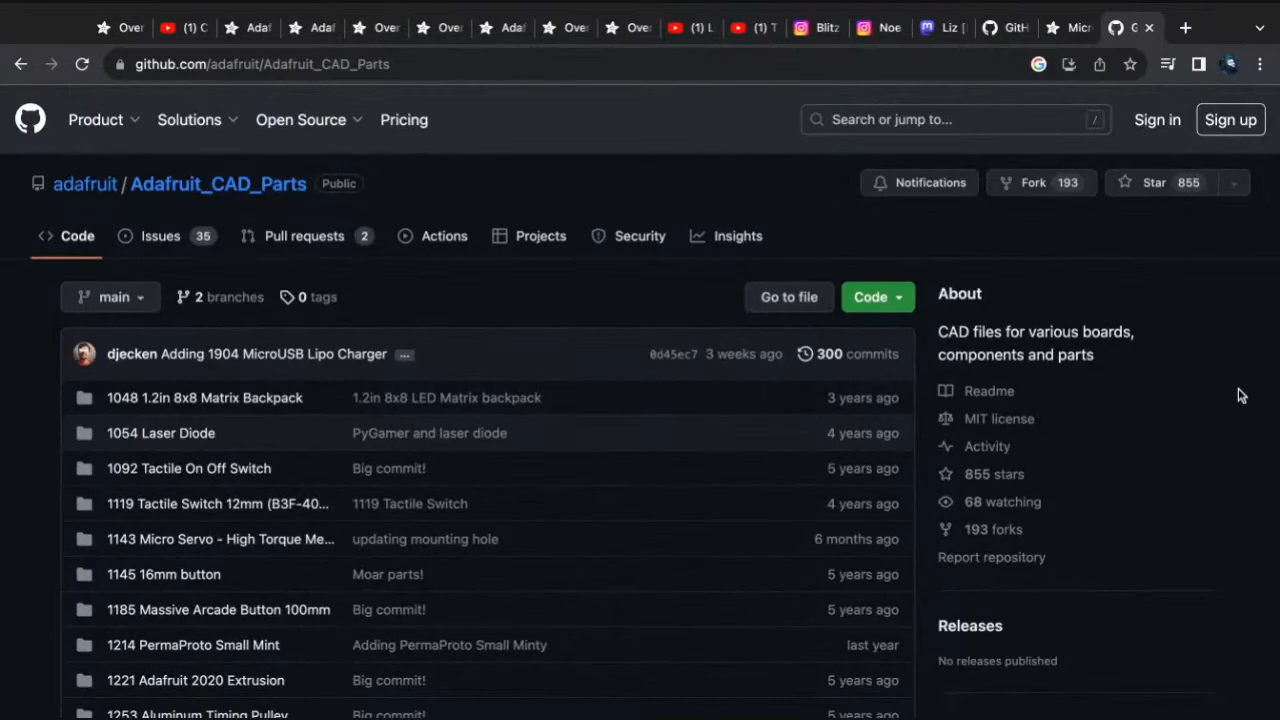 Over
(1) C
Adaf
Adaf
Over
Over
Adaf
Over
Over
(1) L
(1) T
Blitz
Noe
Liz [
GitH
Micr
G
github.com/adafruit/Adafruit_CAD_Parts
Product
Solutions
Open Source
Pricing
Search or jump to...
/
Sign in
Sign up
adafruit / Adafruit_CAD_Parts
Public
Notifications
Fork 193
Star 855
Code
Issues 35
Pull requests 2
Actions
Projects
Security
Insights
main
2 branches
0 tags
Go to file
Code
About
CAD files for various boards,
components and parts
djecken Adding 1904 MicroUSB Lipo Charger ...
0d45ec7 3 weeks ago
300 commits
1048 1.2in 8x8 Matrix Backpack 1.2in 8x8 LED Matrix backpack 3 years ago
1054 Laser Diode PyGamer and laser diode 4 years ago
1092 Tactile On Off Switch Big commit! 5 years ago
1119 Tactile Switch 12mm (B3F-40... 1119 Tactile Switch 4 years ago
1143 Micro Servo - High Torque Me... updating mounting hole 6 months ago
1145 16mm button Moar parts! 5 years ago
1185 Massive Arcade Button 100mm Big commit! 5 years ago
1214 PermaProto Small Mint Adding PermaProto Small Minty last year
1221 Adafruit 2020 Extrusion Big commit! 5 years ago
1253 Aluminum Timing Pulley Big commit! 5 years ago
Readme
MIT license
Activity
855 stars
68 watching
193 forks
Report repository
Releases
No releases published